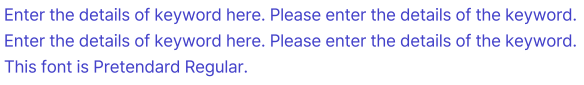 Enter the details of keyword here. Please enter the details of the keyword.
Enter the details of keyword here. Please enter the details of the keyword.
This font is Pretendard Regular.